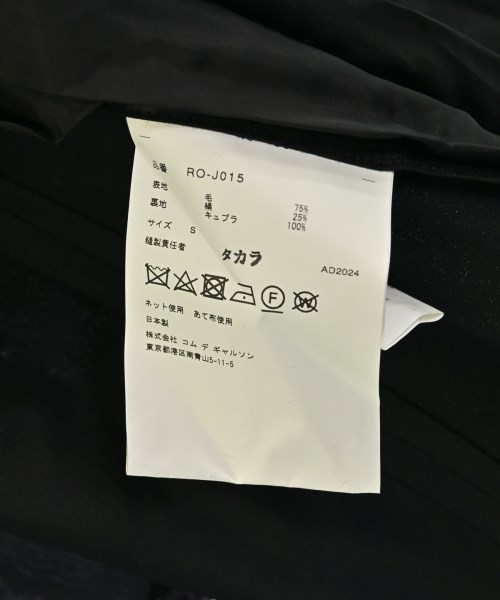 品番 RO-J015
表地 毛 75%
絹 25%
裏地 キュプラ 100%
サイズ S
縫製責任者 タカラ
AD2024
F W
ネット使用 あて布使用
日本製
株式会社 コム デ ギャルソン
東京都港区南青山5-11-5